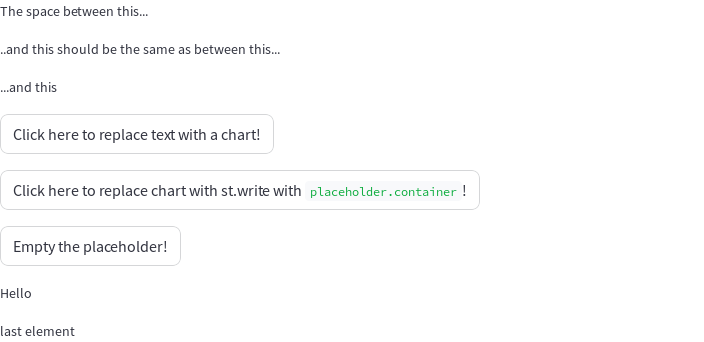 The space between this...
..and this should be the same as between this...
...and this
Click here to replace text with a chart!
Click here to replace chart with st.write with placeholder.container !
Empty the placeholder!
Hello
last element